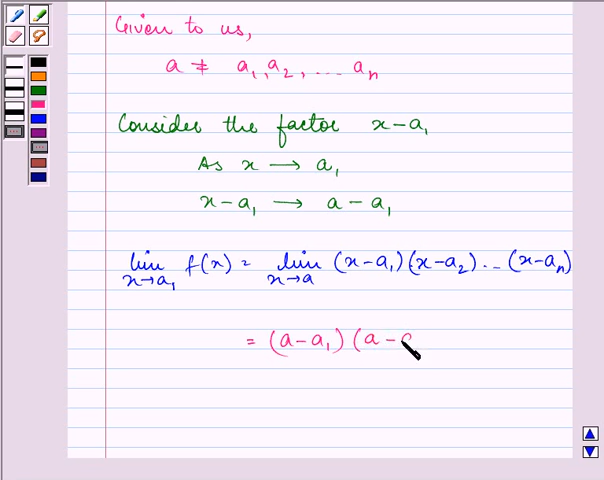 Given to us,
a ≠ a₁, a₂, ... aₙ
Consider the factor x - a₁
As x → a₁
x - a₁ → a - a₁
lim x→a₁ f(x) = lim x→a (x - a₁)(x - a₂) ... (x - aₙ)
= (a - a₁)(a -